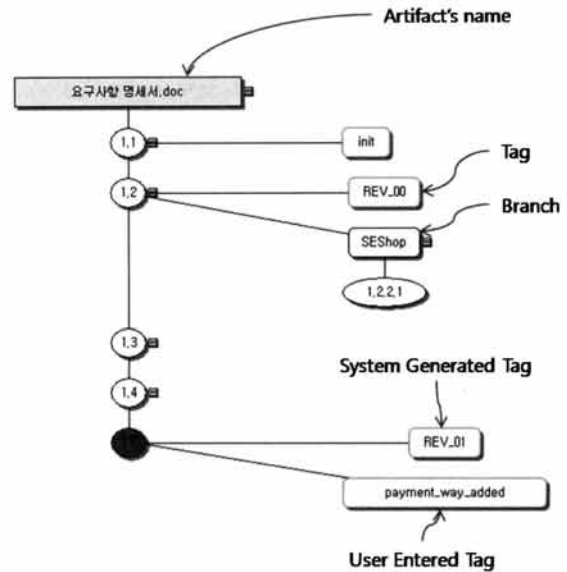 Artifact's name
요구사항 명세서.doc
1.1
init
Tag
1.2
REV_00
Branch
SEShop
1.2.2.1
1.3
System Generated Tag
1.4
REV_01
payment_way_added
User Entered Tag